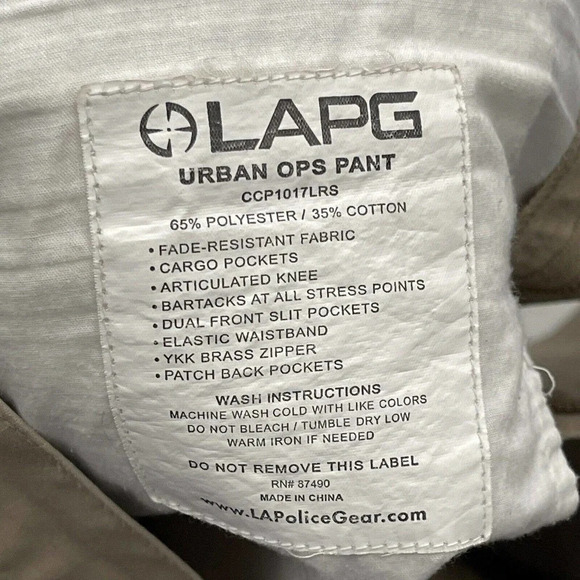 LAPG
URBAN OPS PANT
CCP1017LRS
65% POLYESTER / 35% COTTON
• FADE-RESISTANT FABRIC
• CARGO POCKETS
• ARTICULATED KNEE
• BARTACKS AT ALL STRESS POINTS
• DUAL FRONT SLIT POCKETS
• ELASTIC WAISTBAND
• YKK BRASS ZIPPER
• PATCH BACK POCKETS
WASH INSTRUCTIONS
MACHINE WASH COLD WITH LIKE COLORS
DO NOT BLEACH / TUMBLE DRY LOW
WARM IRON IF NEEDED
DO NOT REMOVE THIS LABEL
RN# 87490
MADE IN CHINA
www.LAPoliceGear.com